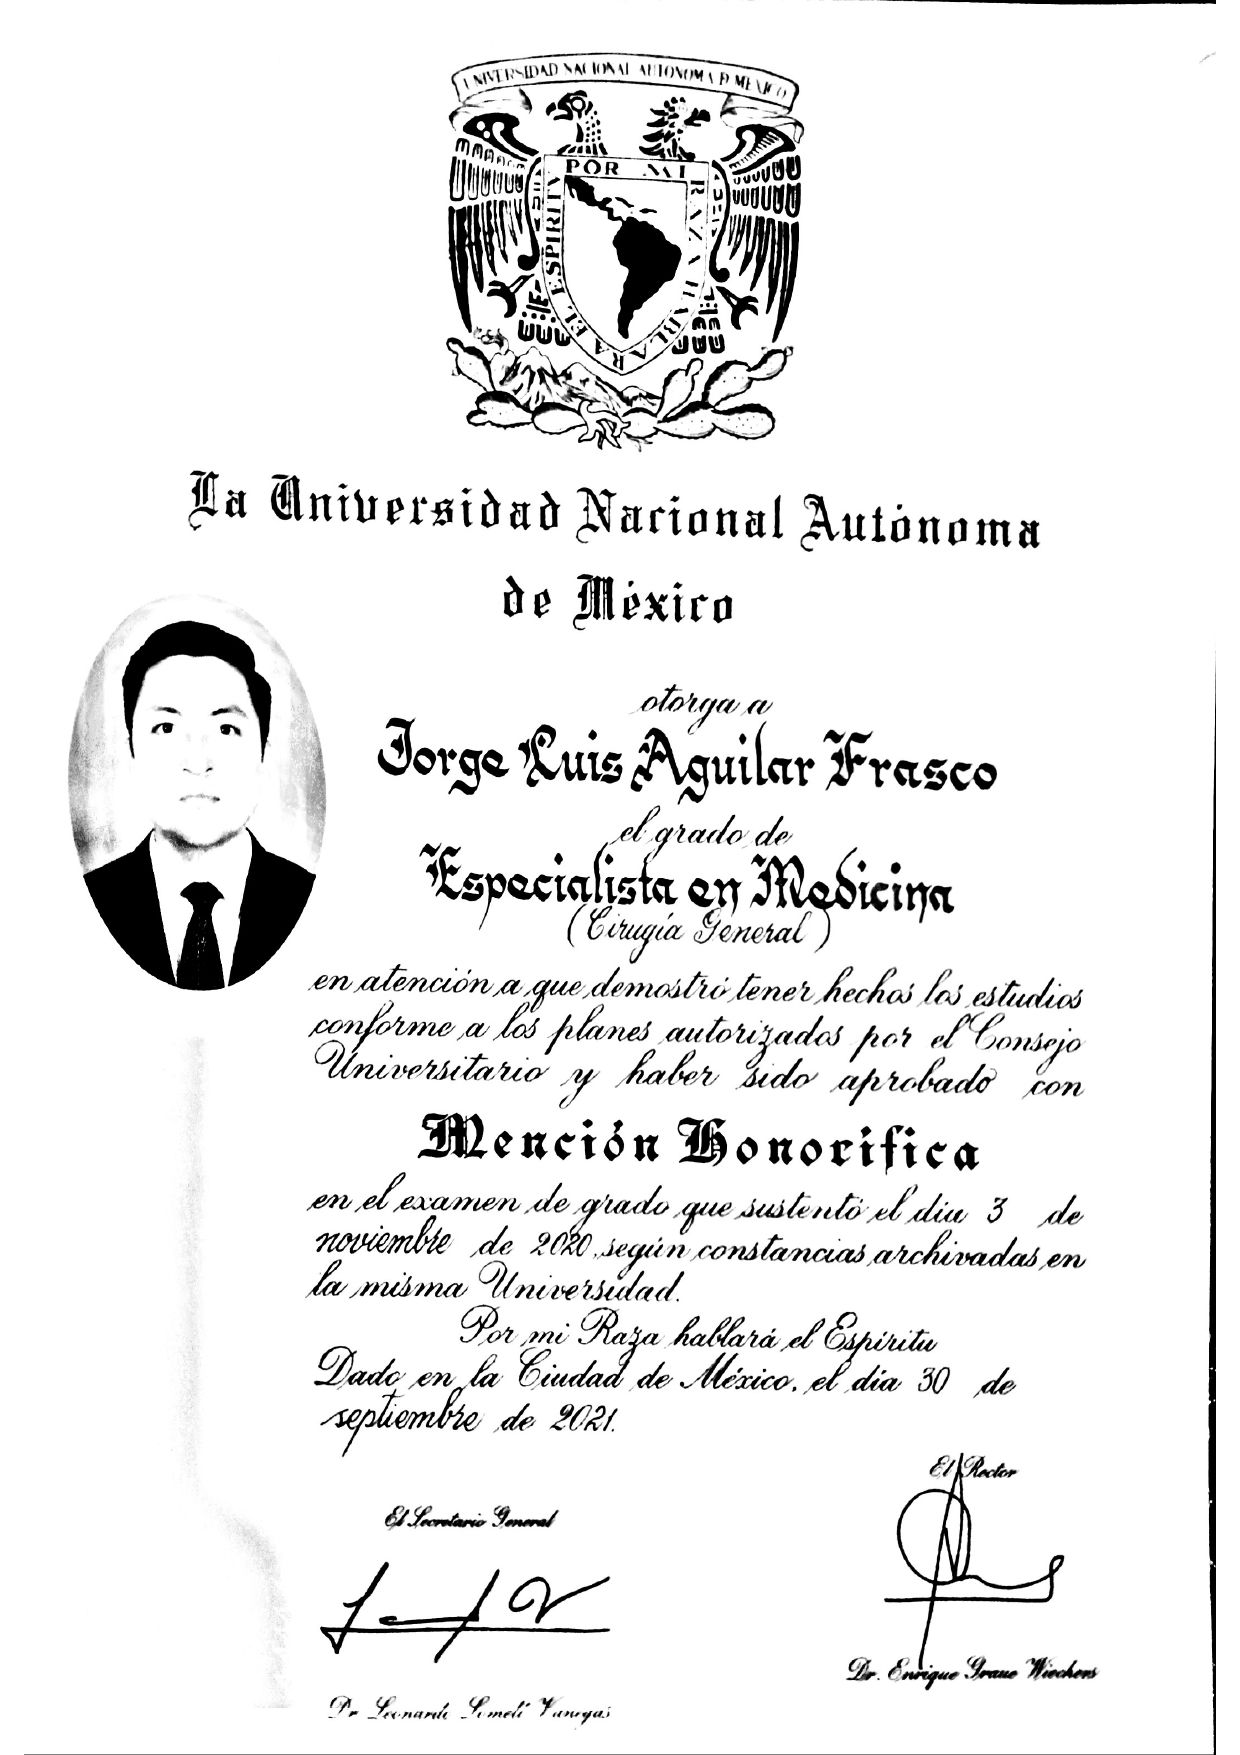 UNIVERSIDAD NACIONAL AUTONOMA D MEXICO
POR MI RAZA HABLARA EL ESPIRITU
La Universidad Nacional Autónoma
de México
otorga a
Jorge Luis Aguilar Frasco
el grado de
Especialista en Medicina
(Cirugía General)
en atención a que demostró tener hechos los estudios
conforme a los planes autorizados por el Consejo
Universitario y haber sido aprobado con
Mención Honorífica
en el examen de grado que sustentó el día 3 de
noviembre de 2020, según constancias archivadas en
la misma Universidad.
Por mi Raza hablará el Espíritu
Dado en la Ciudad de México, el día 30 de
septiembre de 2021.
El Rector
El Secretario General
Dr. Enrique Graue Wiechers
Dr. Leonardo Lomelí Vanegas